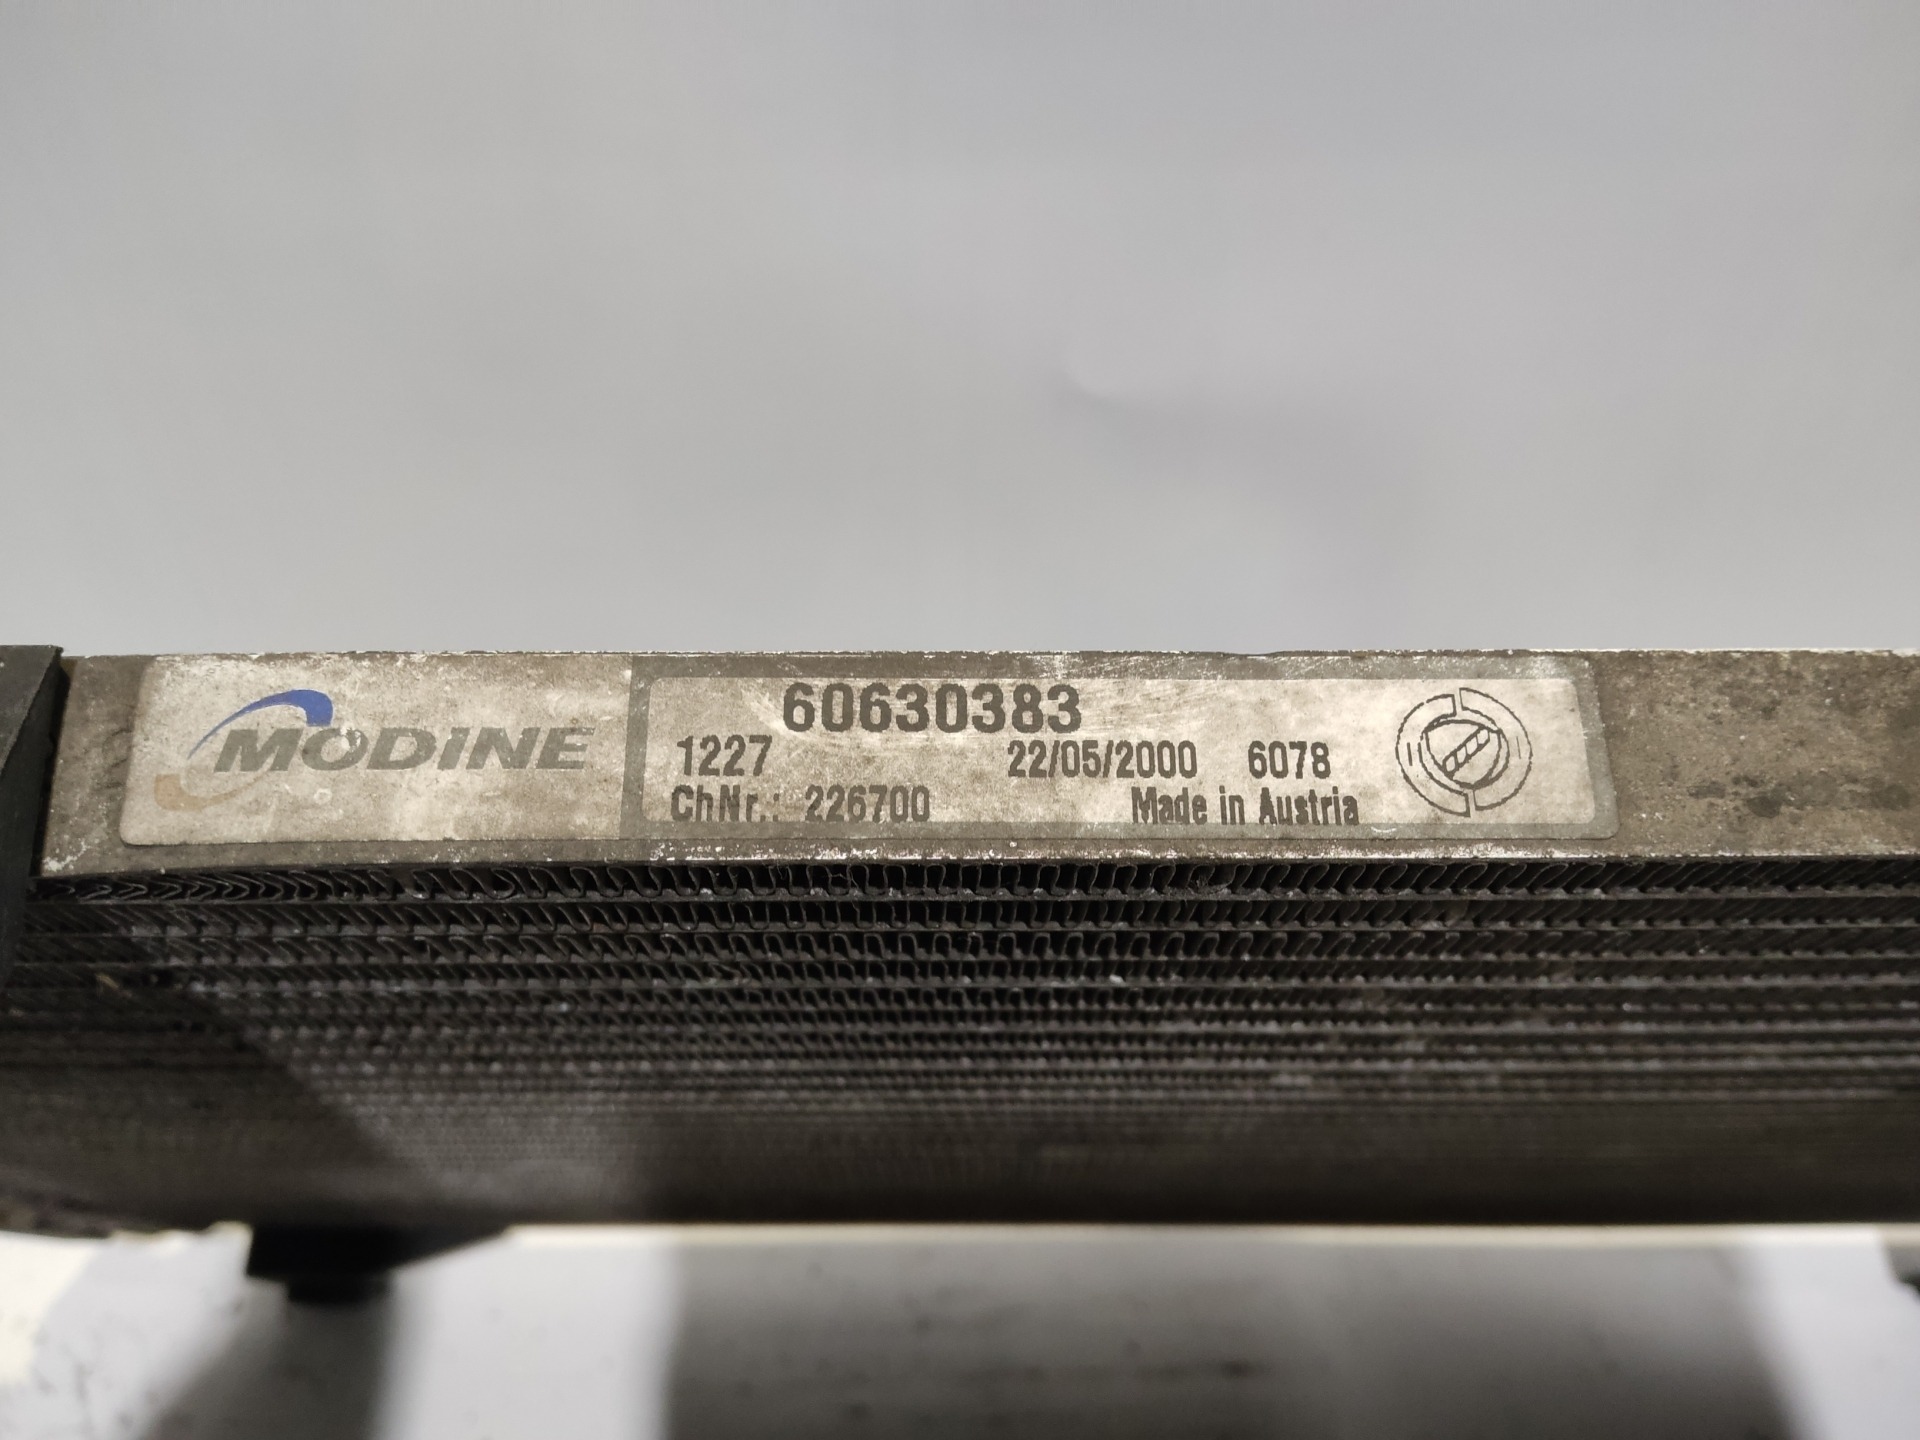 MODINE
60630383
1227 22/05/2000 6078
ChNr.: 226700 Made in Austria